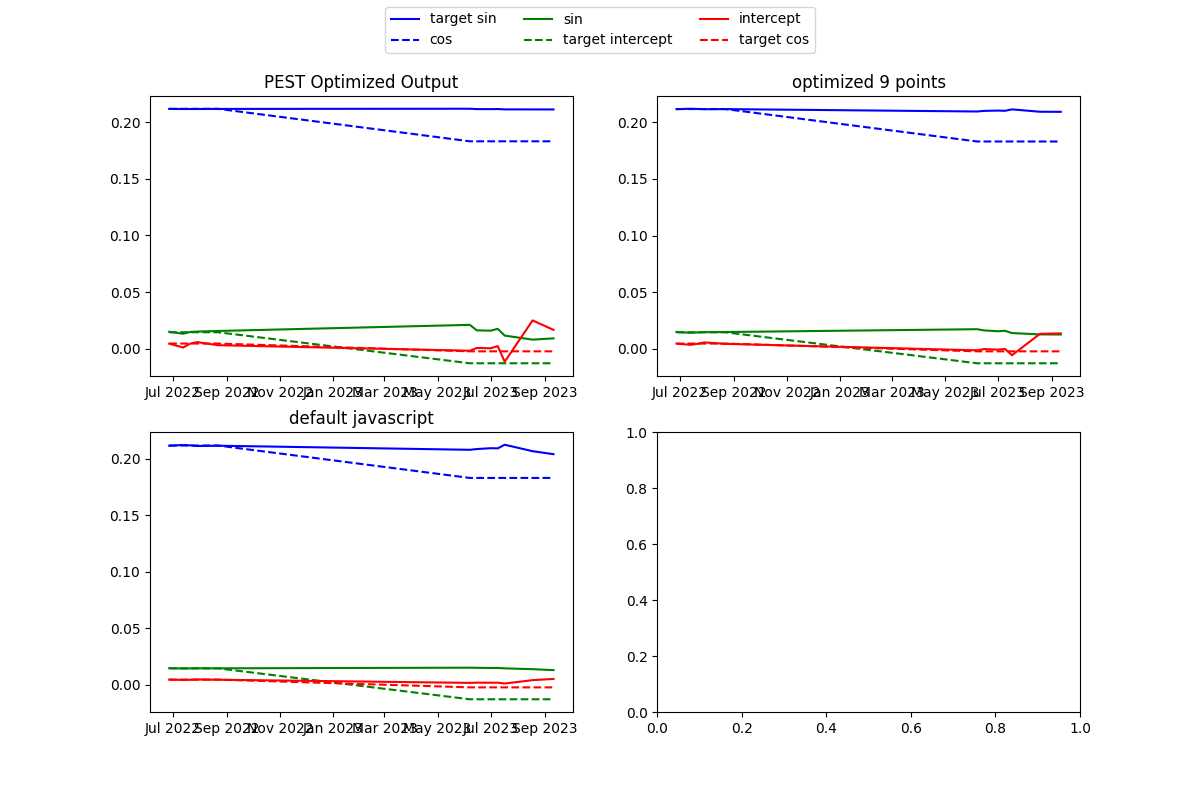 target sin sin intercept
cos target intercept target cos
PEST Optimized Output
optimized 9 points
0.20
0.15
0.10
0.05
0.00
Jul 2022 Sep 2022 Nov 2022 Jan 2023 Mar 2023 May 2023 Jul 2023 Sep 2023
0.20
0.15
0.10
0.05
0.00
Jul 2022 Sep 2022 Nov 2022 Jan 2023 Mar 2023 May 2023 Jul 2023 Sep 2023
default javascript
0.20
0.15
0.10
0.05
0.00
Jul 2022 Sep 2022 Nov 2022 Jan 2023 Mar 2023 May 2023 Jul 2023 Sep 2023
1.0
0.8
0.6
0.4
0.2
0.0
0.0 0.2 0.4 0.6 0.8 1.0